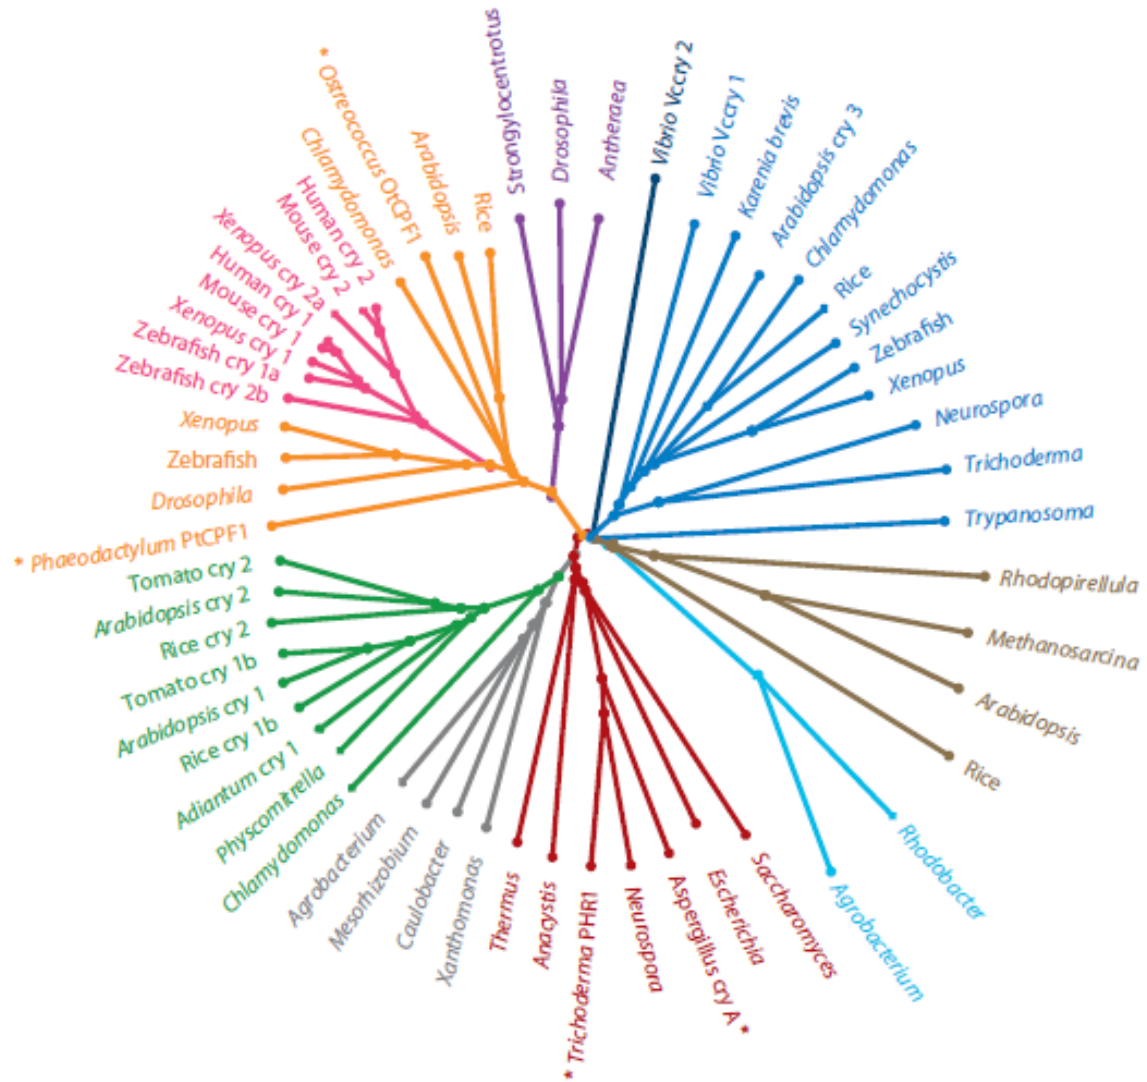 Strongylocentrotus
Drosophila
Antheraea
Vibrio Vccry 2
Vibrio Vccry 1
Karenia brevis
Arabidopsis cry 3
Chlamydomonas
Rice
Synechocystis
Zebrafish
Xenopus
Neurospora
Trichoderma
Trypanosoma
Rhodopirellula
Methanosarcina
Arabidopsis
Rice
Rhodobacter
Agrobacterium
Saccharomyces
Escherichia
Aspergillus cry A *
Neurospora
* Trichoderma PHR1
Anacystis
Thermus
Xanthomonas
Caulobacter
Mesorhizobium
Agrobacterium
Chlamydomonas
Physcomitrella
Adiantum cry 1
Rice cry 1b
Arabidopsis cry 1
Tomato cry 1b
Rice cry 2
Arabidopsis cry 2
Tomato cry 2
* Phaeodactylum PtCPF1
Drosophila
Zebrafish
Xenopus
Zebrafish cry 2b
Zebrafish cry 1a
Xenopus cry 1
Mouse cry 1
Human cry 1
Xenopus cry 2a
Mouse cry 2
Human cry 2
Chlamydomonas
* Ostreococcus OtCPF1
Arabidopsis
Rice